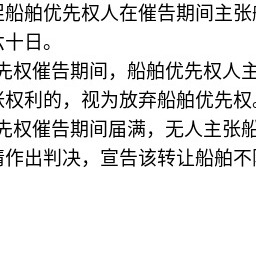 船舶优先权人在催告期间主张
六十日。
先权催告期间，船舶优先权人主
权利的，视为放弃船舶优先权
先权催告期间届满，无人主张船
作出判决，宣告该转让船舶不